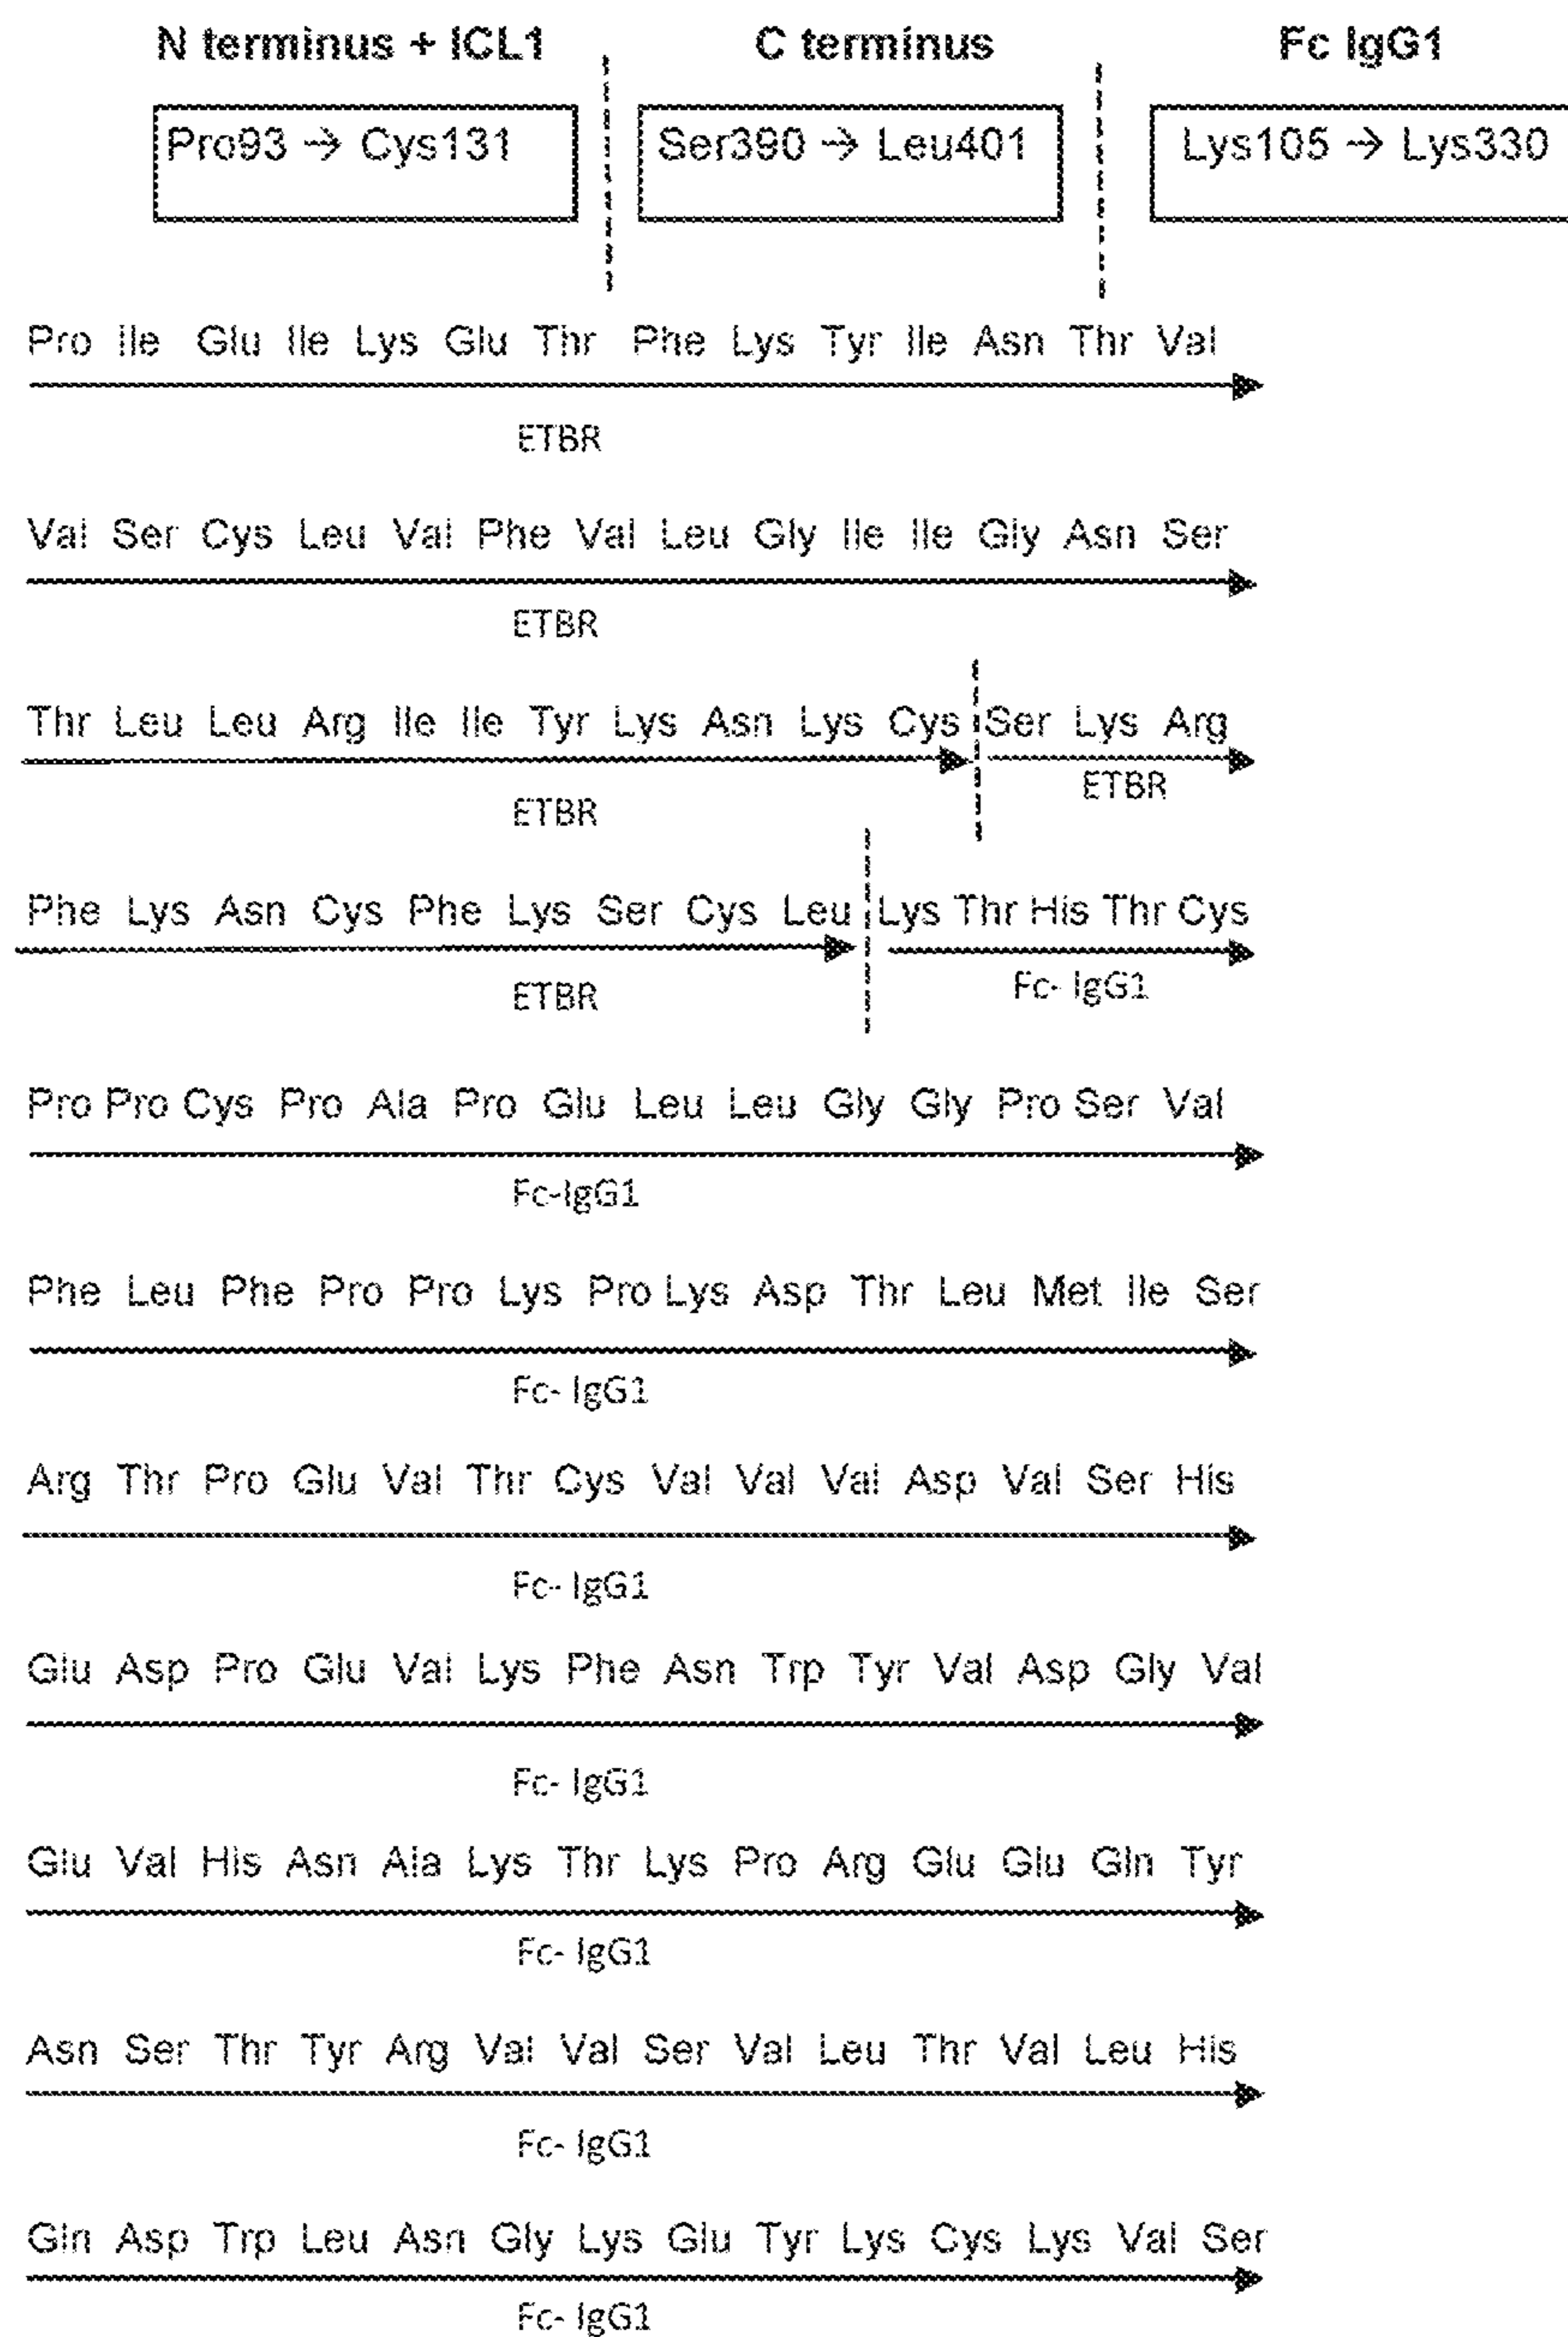 N terminus + ICL1 C terminus Fc IgG1
Pro93 → Cys131 Ser390 → Leu401 Lys105 → Lys330
Pro Ile Glu Ile Lys Glu Thr Phe Lys Tyr Ile Asn Thr Val
ETBR
Val Ser Cys Leu Val Phe Val Leu Gly Ile Ile Gly Asn Ser
ETBR
Thr Leu Leu Arg Ile Ile Tyr Lys Asn Lys Cys Ser Lys Arg
ETBR
ETBR
Phe Lys Asn Cys Phe Lys Ser Cys Leu Lys Thr His Thr Cys
Fc- IgG1
ETBR
Pro Pro Cys Pro Ala Pro Glu Leu Leu Gly Gly Pro Ser Val
Fc-IgG1
Phe Leu Phe Pro Pro Lys Pro Lys Asp Thr Leu Met Ile Ser
Fc- IgG1
Arg Thr Pro Glu Val Thr Cys Val Val Val Asp Val Ser His
Fc- IgG1
Glu Asp Pro Glu Val Lys Phe Asn Trp Tyr Val Asp Gly Val
Fc- IgG1
Glu Val His Asn Ala Lys Thr Lys Pro Arg Glu Glu Gln Tyr
Fc- IgG1
Asn Ser Thr Tyr Arg Val Val Ser Val Leu Thr Val Leu His
Fc- IgG1
Gln Asp Trp Leu Asn Gly Lys Glu Tyr Lys Cys Lys Val Ser
Fc- IgG1